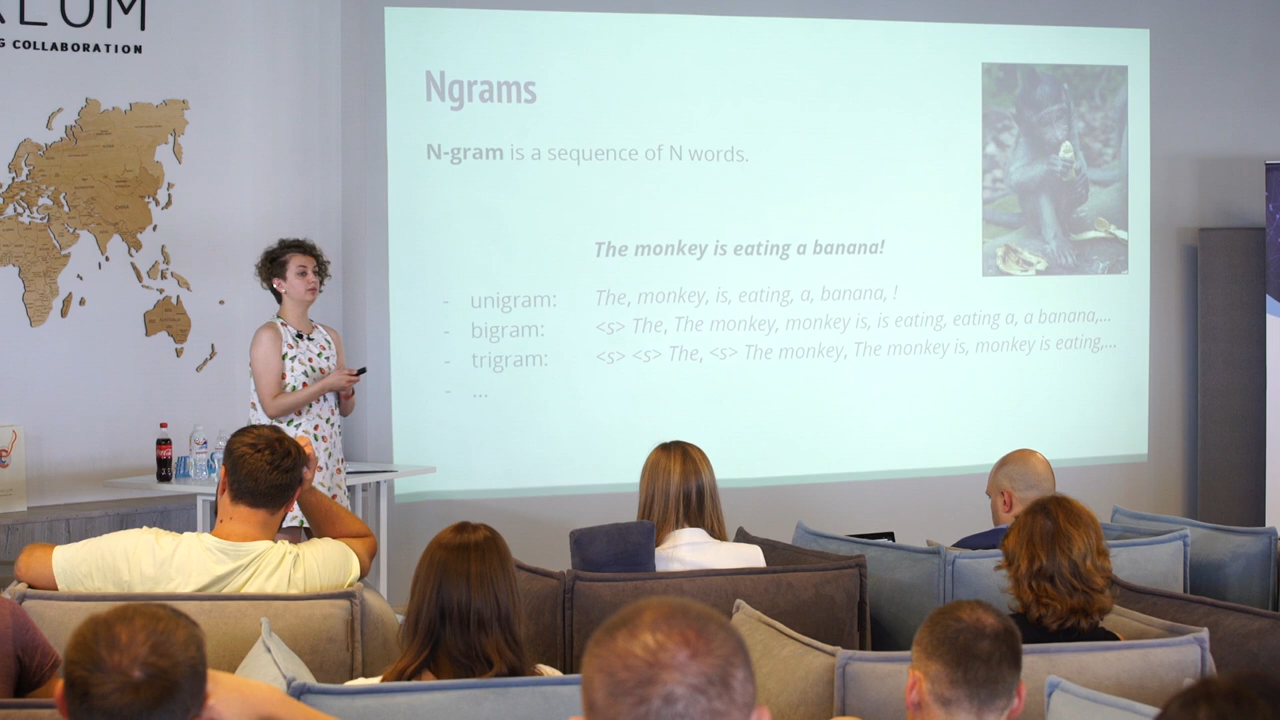 G COLLABORATION
Ngrams
N-gram is a sequence of N words.
The monkey is eating a banana!
- unigram: The, monkey, is, eating, a, banana, !
- bigram: <s> The, The monkey, monkey is, is eating, eating a, a banana,...
- trigram: <s> <s> The, <s> The monkey, The monkey is, monkey is eating,...
- ...